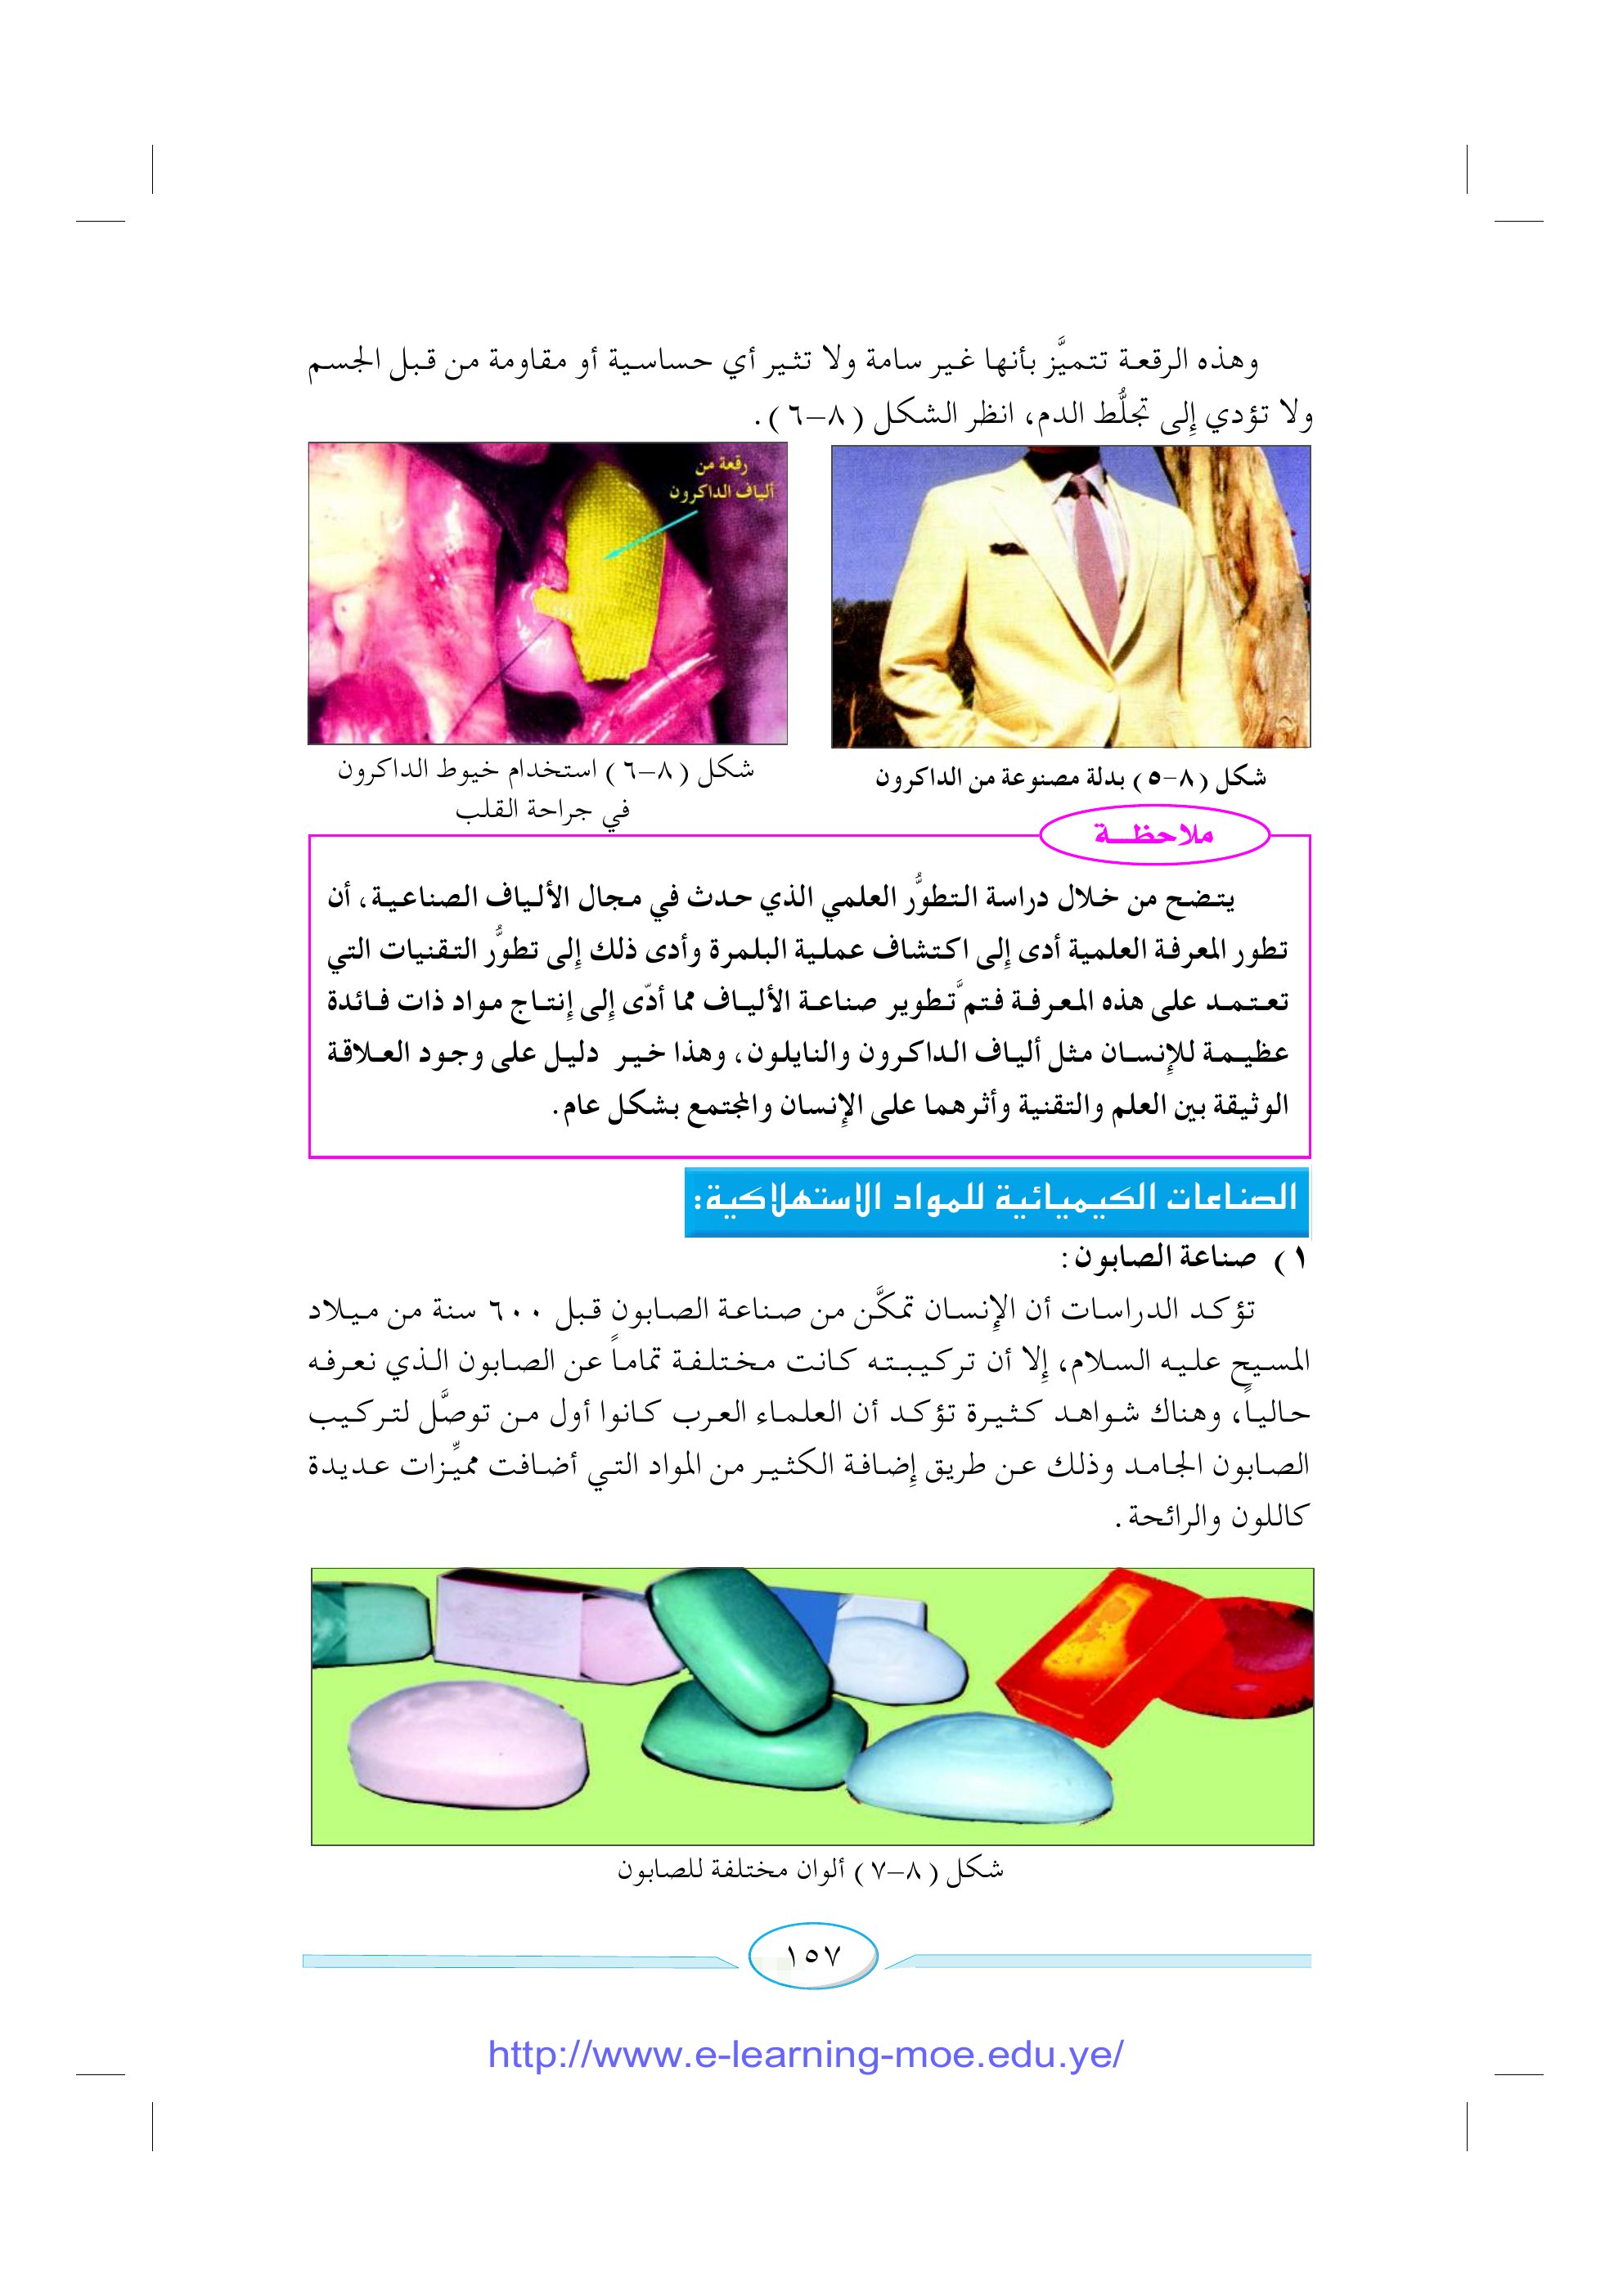 وهذه الرقعة تتميَّز بأنها غير سامة ولا تثير أي حساسية أو مقاومة من قبل الجسم
ولا تؤدي إلى تجلُّط الدم، انظر الشكل (٨-٦).
رقعة من
ألياف الداكرون
شكل (٨-٥) بدلة مصنوعة من الداكرون
شكل (٨-٦) استخدام خيوط الداكرون
في جراحة القلب
ملاحظـــة
يتضح من خلال دراسة التطوُّر العلمي الذي حدث في مجال الألياف الصناعية، أن
تطور المعرفة العلمية أدى إلى اكتشاف عملية البلمرة وأدى ذلك إلى تطوُّر التقنيات التي
تعتمد على هذه المعرفة فتمَّ تطوير صناعة الألياف مما أدّى إلى إنتاج مواد ذات فائدة
عظيمة للإنسان مثل ألياف الداكرون والنايلون، وهذا خير دليل على وجود العلاقة
الوثيقة بين العلم والتقنية وأثرهما على الإنسان والمجتمع بشكل عام.
الصناعات الكيميائية للمواد الاستهلاكية:
١) صناعة الصابون:
تؤكد الدراسات أن الإنسان تمكَّن من صناعة الصابون قبل ٦٠٠ سنة من ميلاد
المسيح عليه السلام، إلا أن تركيبته كانت مختلفة تماماً عن الصابون الذي نعرفه
حالياً، وهناك شواهد كثيرة تؤكد أن العلماء العرب كانوا أول من توصَّل لتركيب
الصابون الجامد وذلك عن طريق إضافة الكثير من المواد التي أضافت مميِّزات عديدة
كاللون والرائحة.
شكل (٨-٧) ألوان مختلفة للصابون
١٥٧
http://www.e-learning-moe.edu.ye/